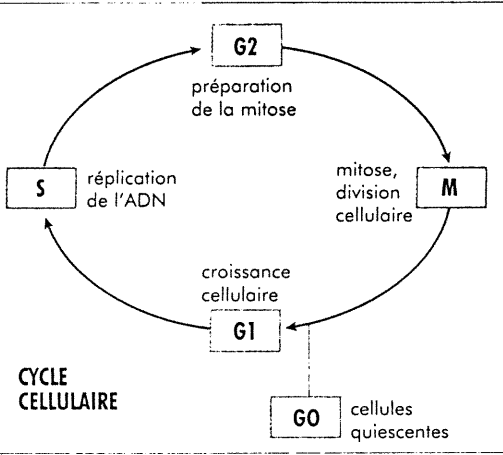 G2
préparation
de la mitose
S
réplication
de l'ADN
mitose,
division
cellulaire
M
croissance
cellulaire
G1
CYCLE
CELLULAIRE
G0
cellules
quiescentes